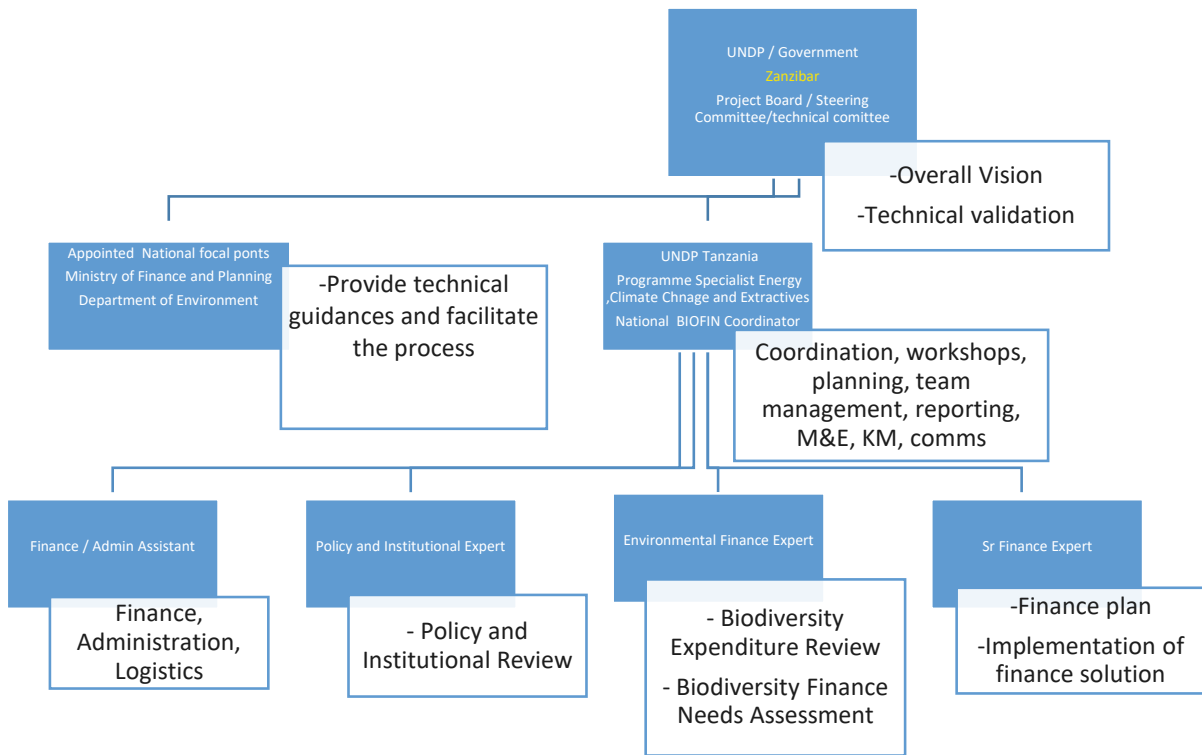 UNDP / Government
Zanzibar
Project Board / Steering
Committee/technical comittee
-Overall Vision
-Technical validation
Appointed  National focal ponts
Ministry of Finance and Planning
Department of Environment
-Provide technical
guidances and facilitate
the process
UNDP Tanzania
Programme Specialist Energy
,Climate Chnage and Extractives
National  BIOFIN Coordinator
Coordination, workshops,
planning, team
management, reporting,
M&E, KM, comms
Finance / Admin Assistant
Finance,
Administration,
Logistics
Policy and Institutional Expert
- Policy and
Institutional Review
Environmental Finance Expert
- Biodiversity
Expenditure Review
- Biodiversity Finance
Needs Assessment
Sr Finance Expert
-Finance plan
-Implementation of
finance solution